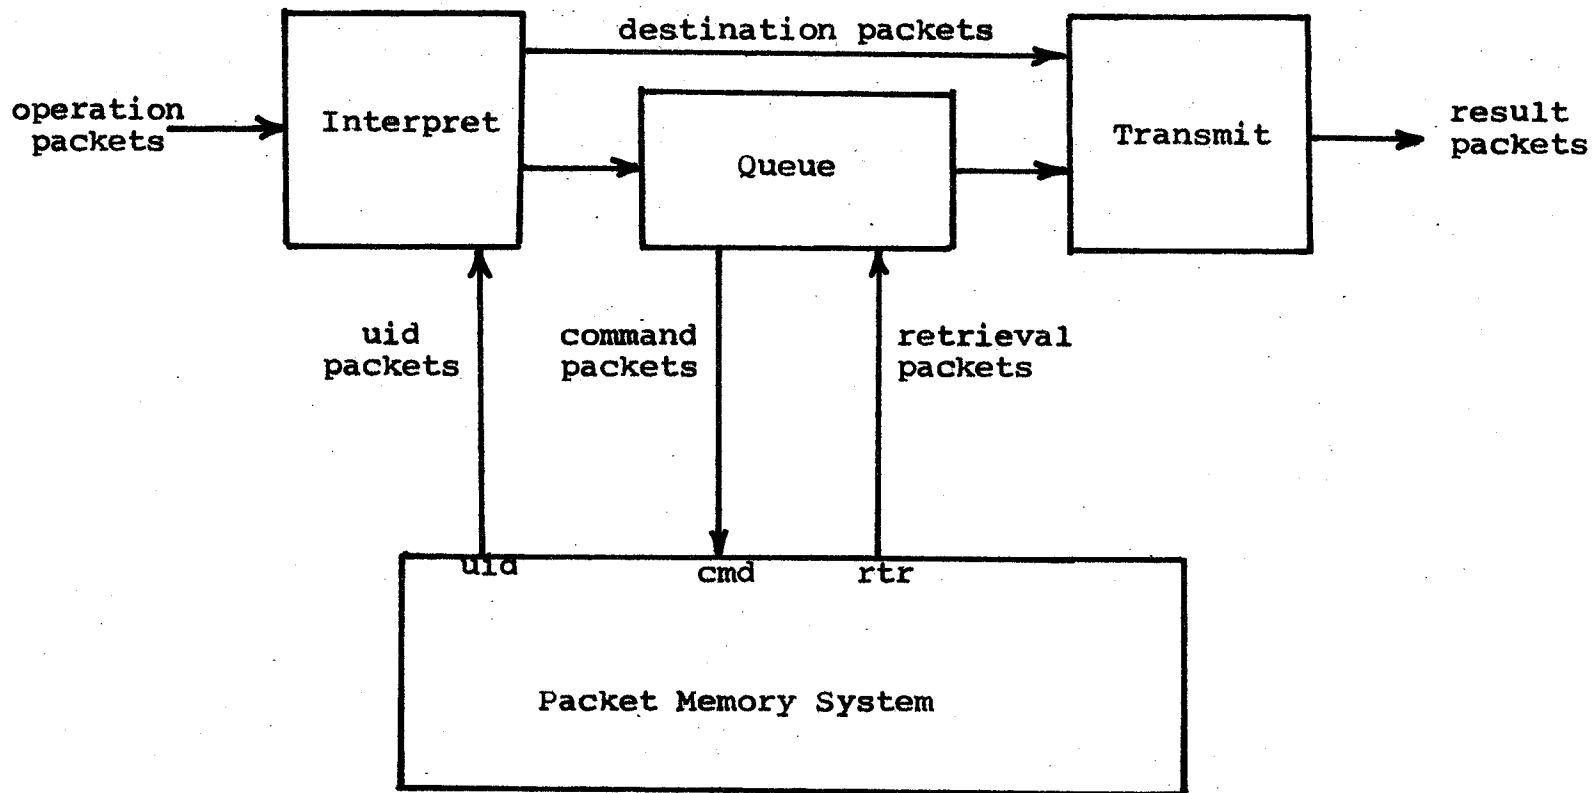 destination packets
operation
packets
Interpret
Queue
Transmit
result
packets
uid
packets
command
packets
retrieval
packets
uid
cmd
rtr
Packet Memory System